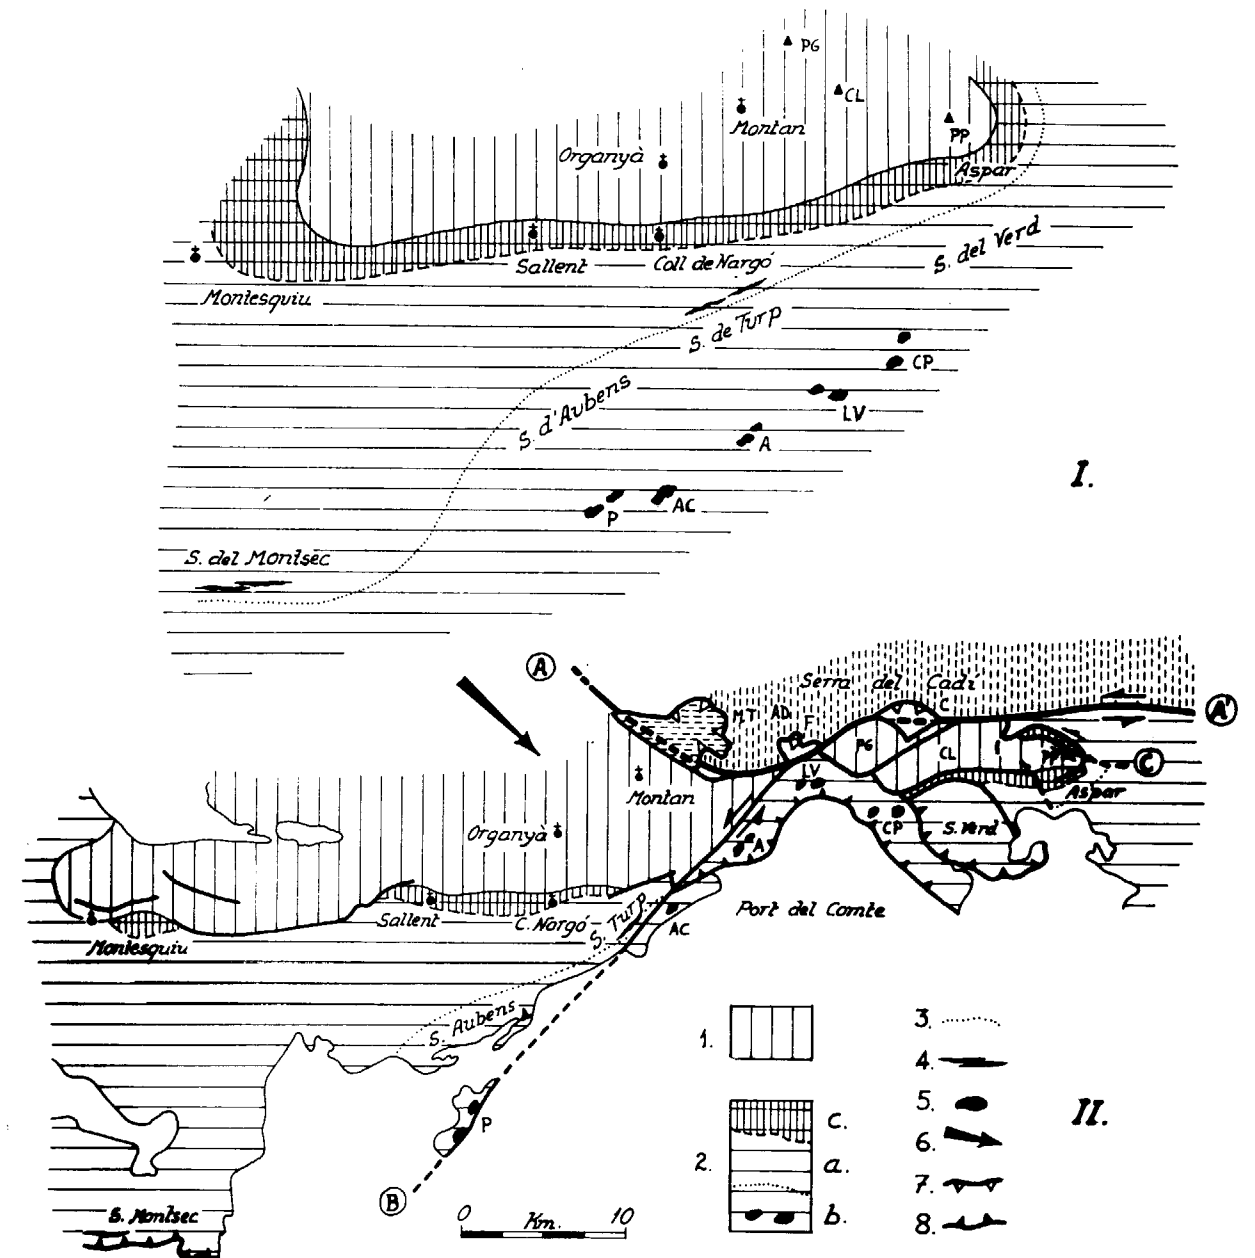 PG
CL
Montan
PP
Organyà
Aspar
Sallent
Coll de Nargó
S. del Verd
Montesquiu
S. de Turp
CP
S. d'Aubens
LV
A
I.
P
AC
S. del Montsec
A
Serra del Cadí
MT
AD
F
C
A'
PG
CL
PP
C
LV
Aspar
Montan
CP
S. Verd
Organyà
A
Sallent
C. Nargó
S. Turp
AC
Port del Comte
Montesquiu
S. Aubens
P
B
S. Montsec
0 Km. 10
1.
2.
c.
a.
b.
3.
4.
5.
6.
7.
8.
II.